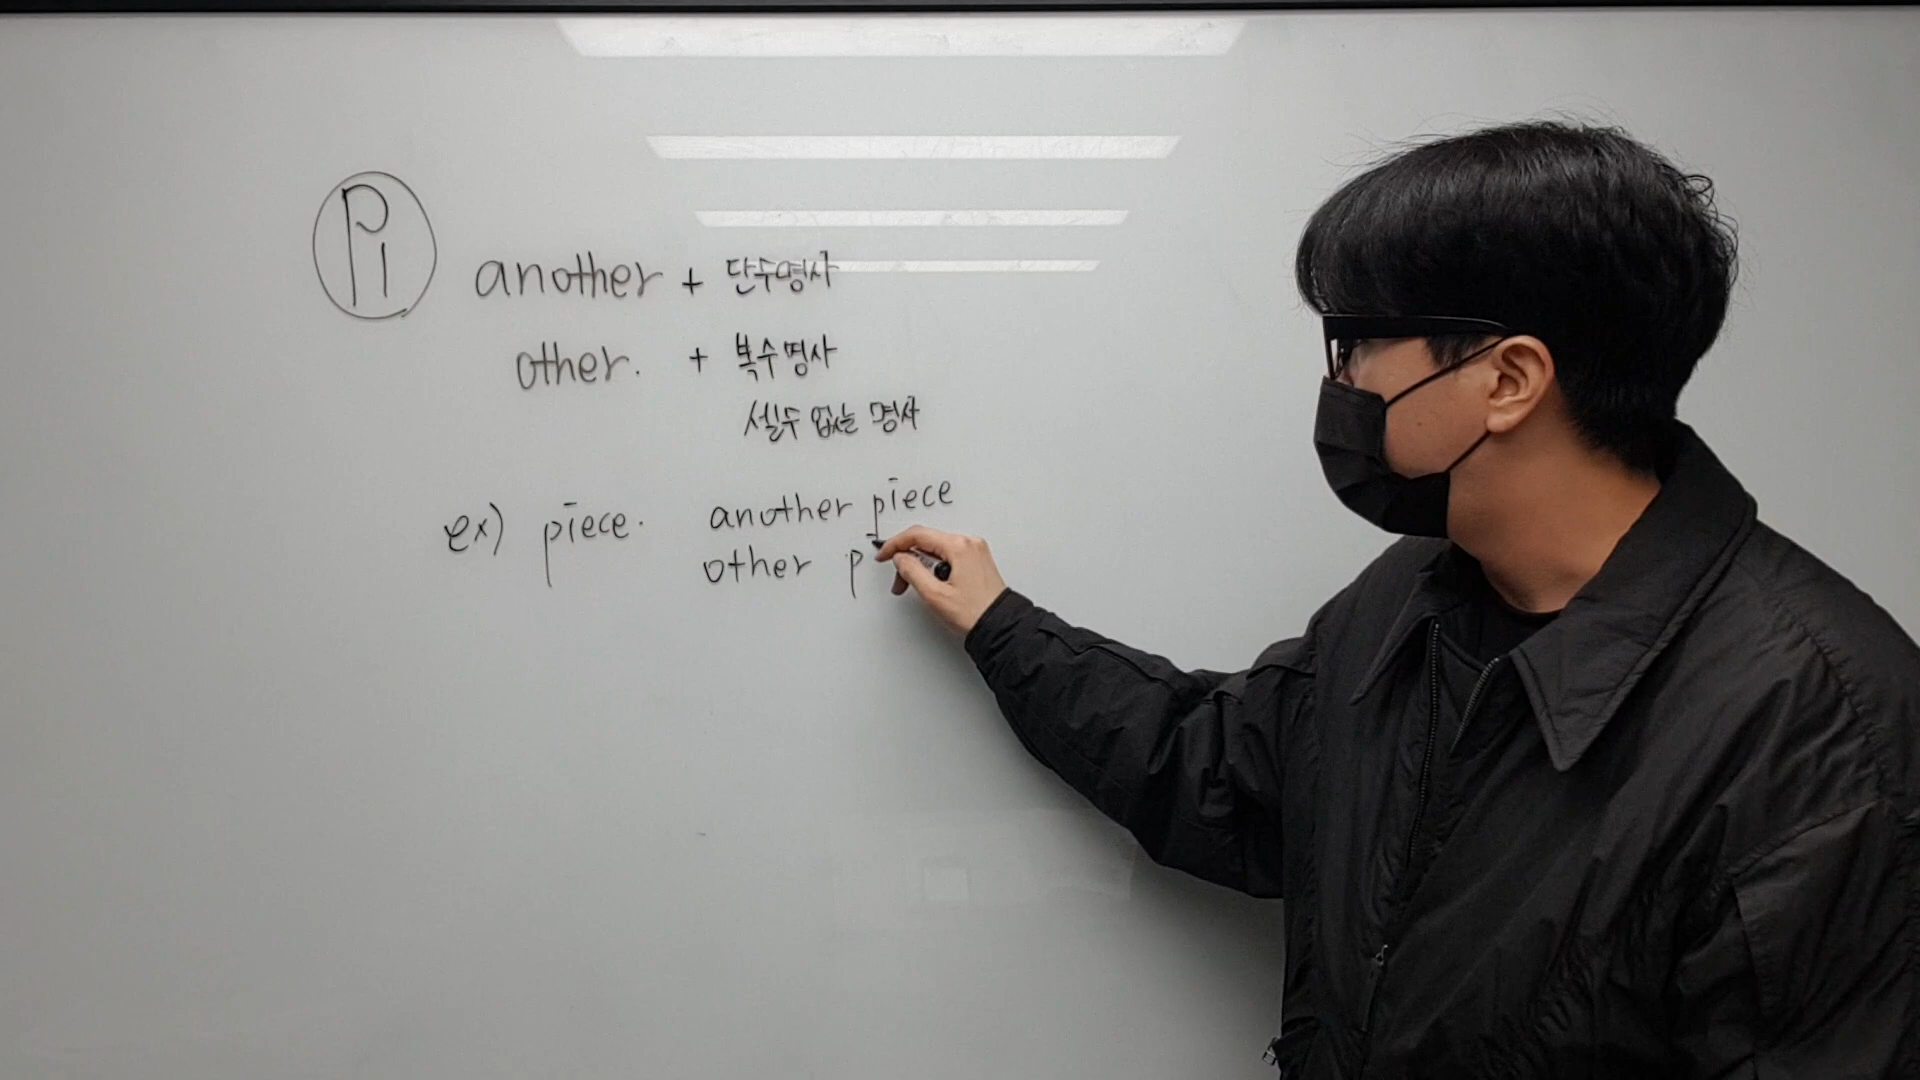 P1
another + 단수명사
other. + 복수명사
셀수 없는 명사
ex) piece. another piece
other p